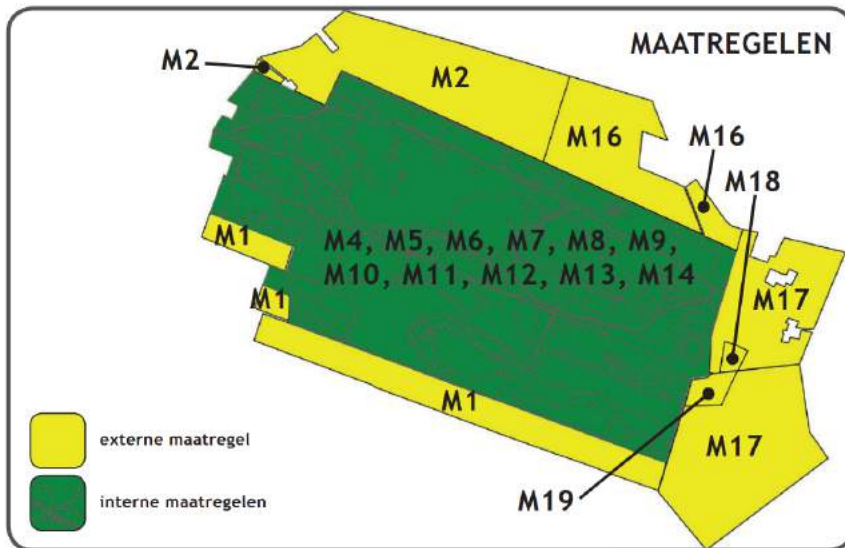 MAATREGELEN
M2
M2
M16
M16
M18
M1
M4, M5, M6, M7, M8, M9,
M10, M11, M12, M13, M14
M17
M1
M1
M17
M19
externe maatregel
interne maatregelen